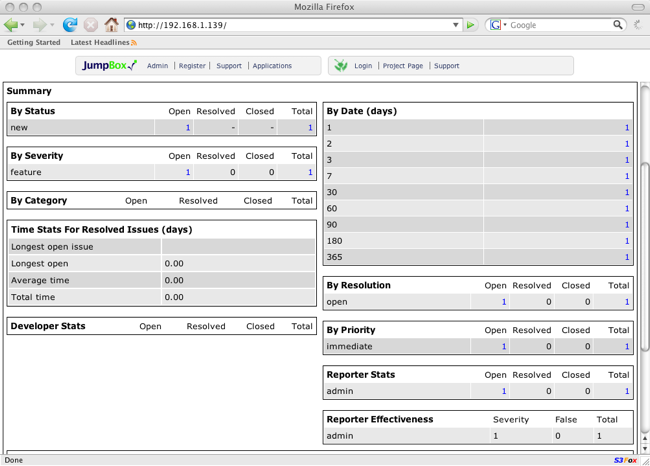 Mozilla Firefox
http://192.168.1.139/
G Google
Getting Started Latest Headlines
JumpBox Admin | Register | Support | Applications
Login | Project Page | Support
Summary
By Status Open Resolved Closed Total
new 1 - - 1
By Severity Open Resolved Closed Total
feature 1 0 0 1
By Category Open Resolved Closed Total
Time Stats For Resolved Issues (days)
Longest open issue
Longest open 0.00
Average time 0.00
Total time 0.00
Developer Stats Open Resolved Closed Total
By Date (days)
1 1
2 1
3 1
7 1
30 1
60 1
90 1
180 1
365 1
By Resolution Open Resolved Closed Total
open 1 0 0 1
By Priority Open Resolved Closed Total
immediate 1 0 0 1
Reporter Stats Open Resolved Closed Total
admin 1 0 0 1
Reporter Effectiveness Severity False Total
admin 1 0 1
Done
S3Fox